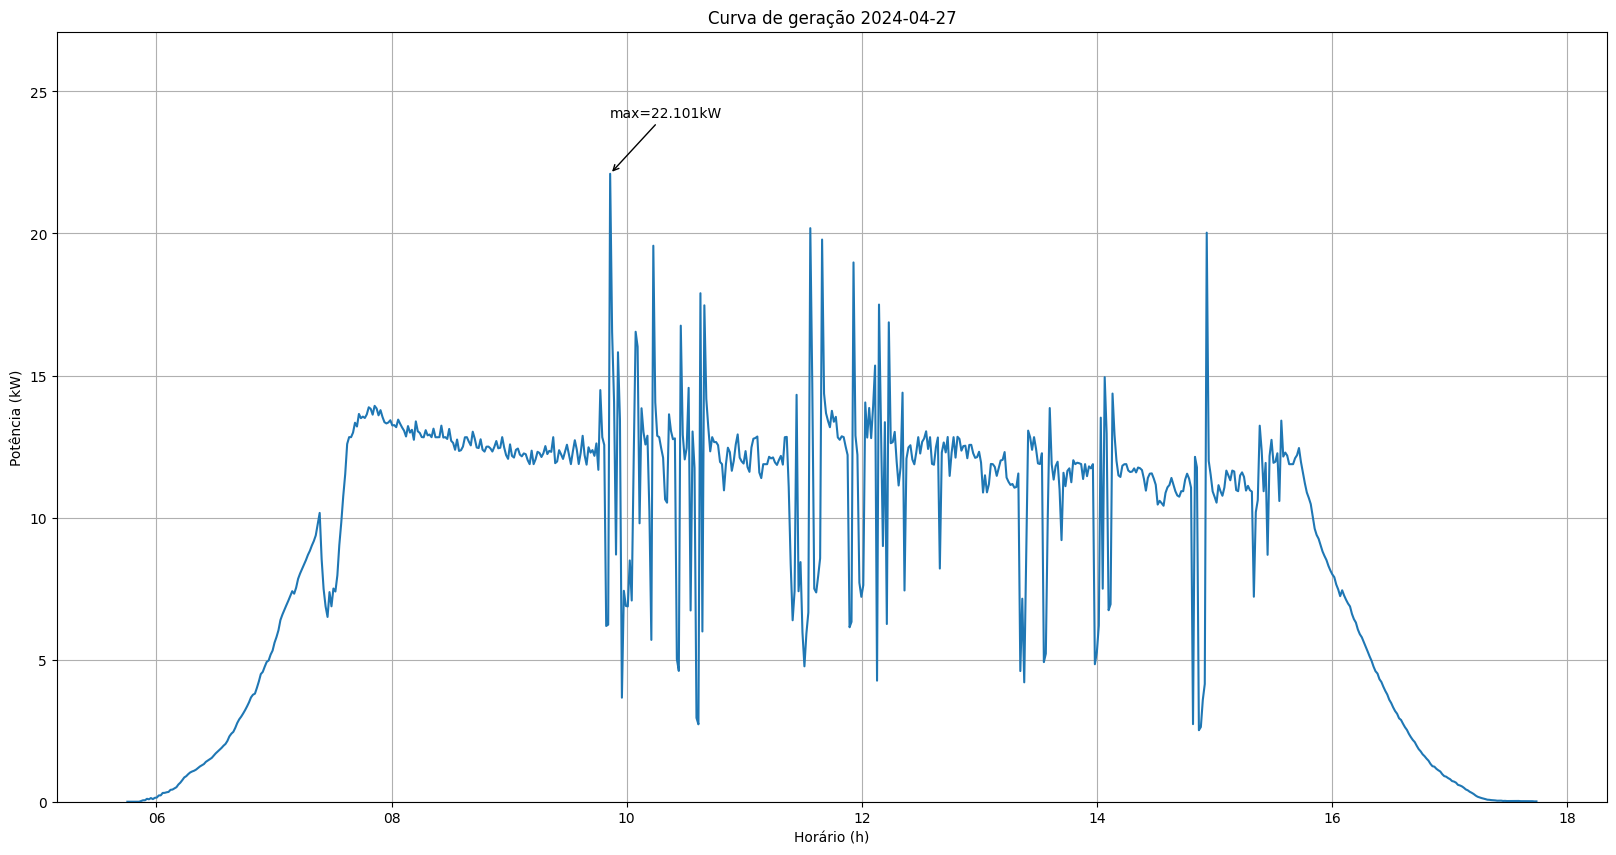 Curva de geração 2024-04-27
25
max=22.101kW
20
15
Potência (kW)
10
5
0
06 08 10 12 14 16 18
Horário (h)